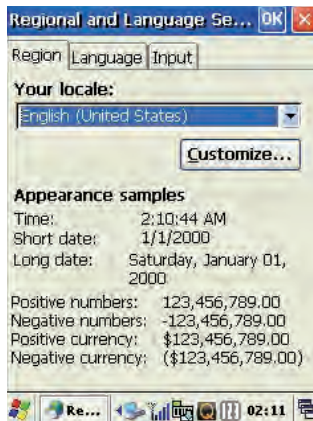 Regional and Language Se... OK
Region Language Input
Your locale:
English (United States)
Customize...
Appearance samples
Time: 2:10:44 AM
Short date: 1/1/2000
Long date: Saturday, January 01,
2000
Positive numbers: 123,456,789.00
Negative numbers: -123,456,789.00
Positive currency: $123,456,789.00
Negative currency: ($123,456,789.00)
Re... 02:11